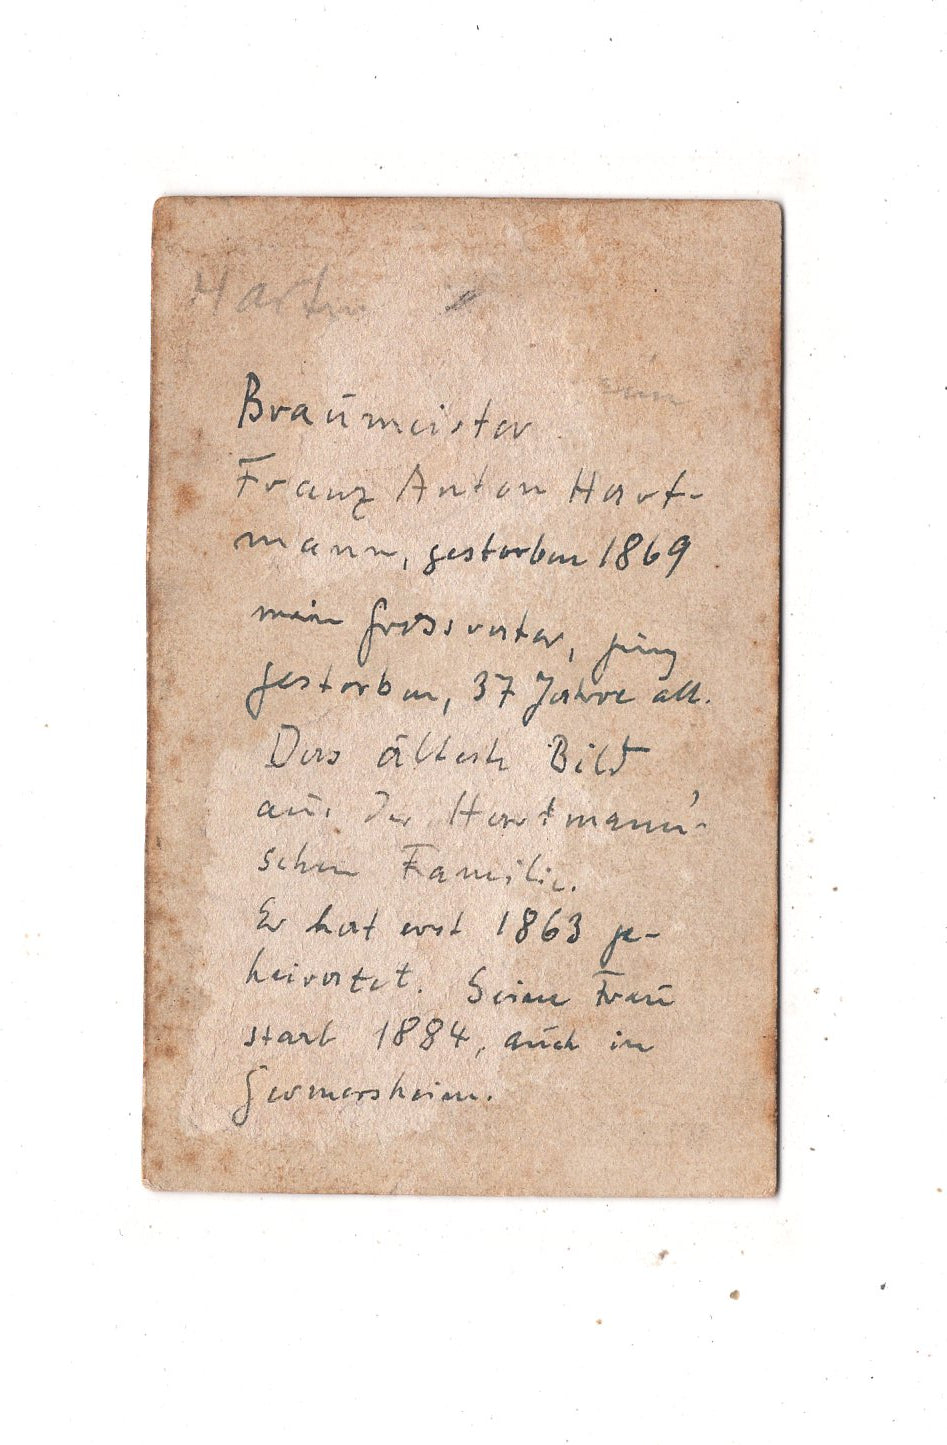 Braumeister
Franz Anton Hart-
mann, gestorben 1869
mein Grossvater, jung
gestorben, 37 Jahre alt.
Das älteste Bild
aus der Hartmann'-
schen Familie.
Er hat erst 1863 ge-
heiratet. Seine Frau
starb 1884, auch in
Germersheim.